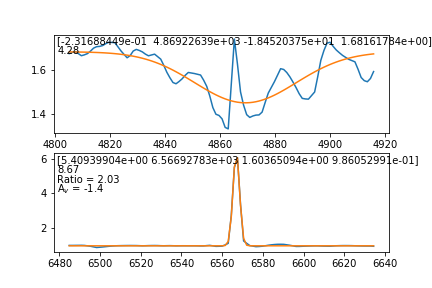 [-2.31688449e-01 4.86922639e+03 -1.84520375e+01 1.68161784e+00]
4.28
1.6
1.4
4800 4820 4840 4860 4880 4900 4920
[5.40939904e+00 6.56692783e+03 1.60365094e+00 9.86052991e-01]
8.67
Ratio = 2.03
Av = -1.4
6
4
2
6480 6500 6520 6540 6560 6580 6600 6620 6640